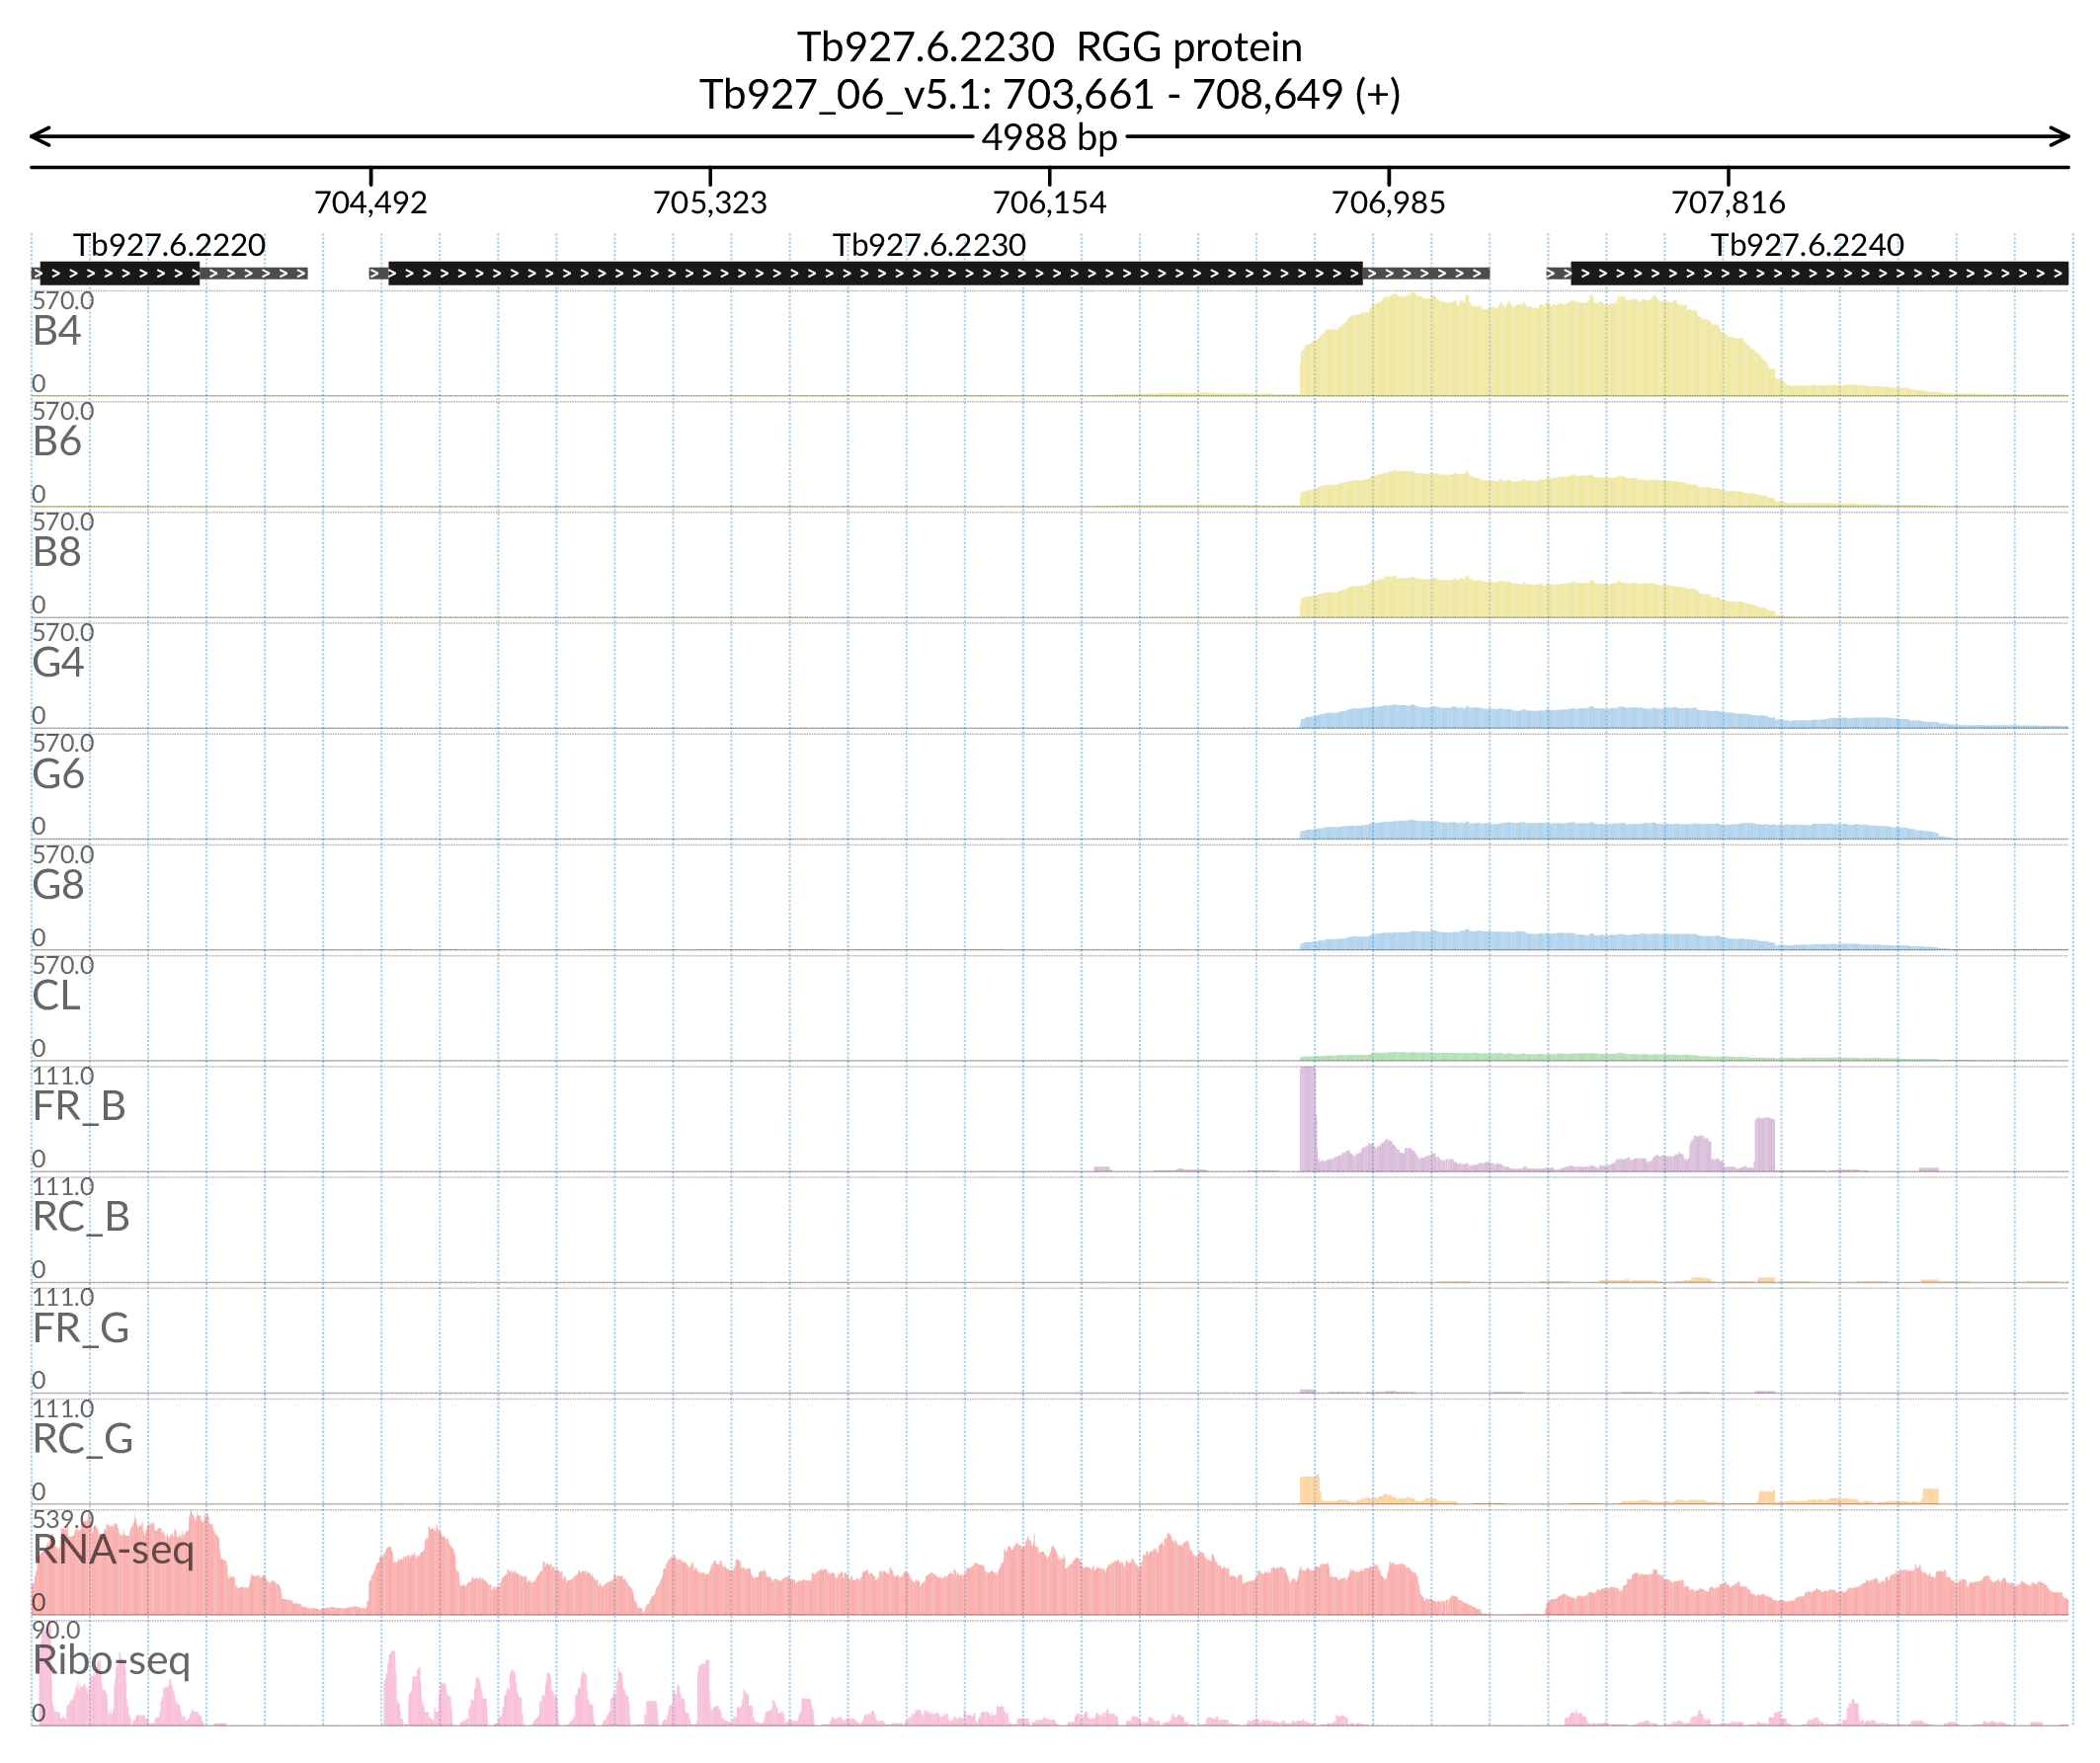 Tb927.6.2230 RGG protein
Tb927_06_v5.1: 703,661 - 708,649 (+)
4988 bp
704,492 705,323 706,154 706,985 707,816
Tb927.6.2220 Tb927.6.2230 Tb927.6.2240
570.0
B4
0
570.0
B6
0
570.0
B8
0
570.0
G4
0
570.0
G6
0
570.0
G8
0
570.0
CL
0
111.0
FR_B
0
111.0
RC_B
0
111.0
FR_G
0
111.0
RC_G
0
539.0
RNA-seq
0
90.0
Ribo-seq
0